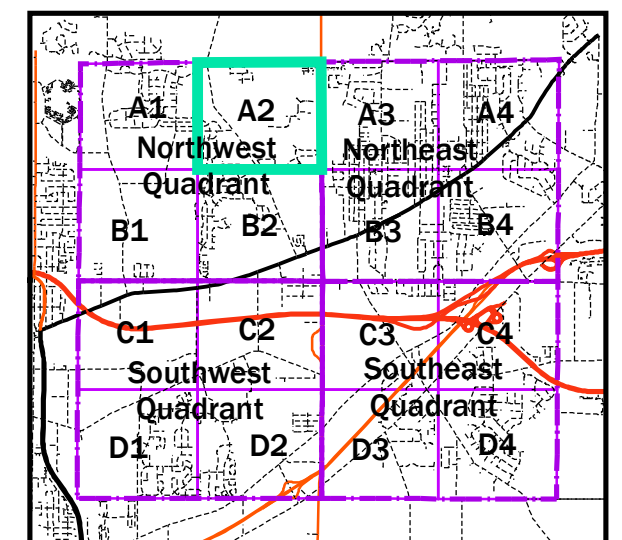 A1 A2 A3 A4
Northwest Northeast
Quadrant Quadrant
B1 B2 B3 B4
C1 C2 C3 C4
Southwest Southeast
Quadrant Quadrant
D1 D2 D3 D4